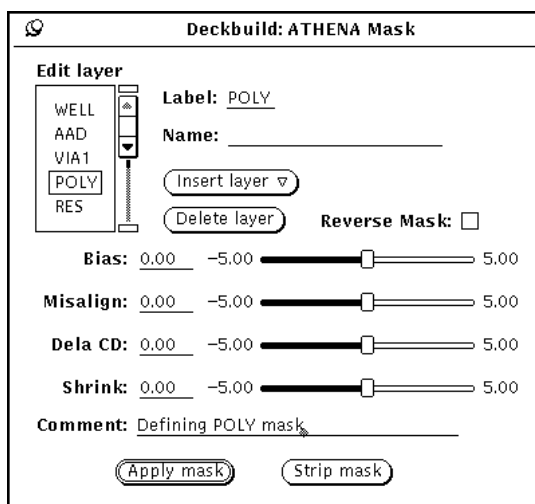 Deckbuild: ATHENA Mask
Edit layer
WELL
AAD
VIA1
POLY
RES
Label: POLY
Name:
Insert layer
Delete layer
Reverse Mask:
Bias: 0.00 -5.00 5.00
Misalign: 0.00 -5.00 5.00
Dela CD: 0.00 -5.00 5.00
Shrink: 0.00 -5.00 5.00
Comment: Defining POLY mask
Apply mask Strip mask